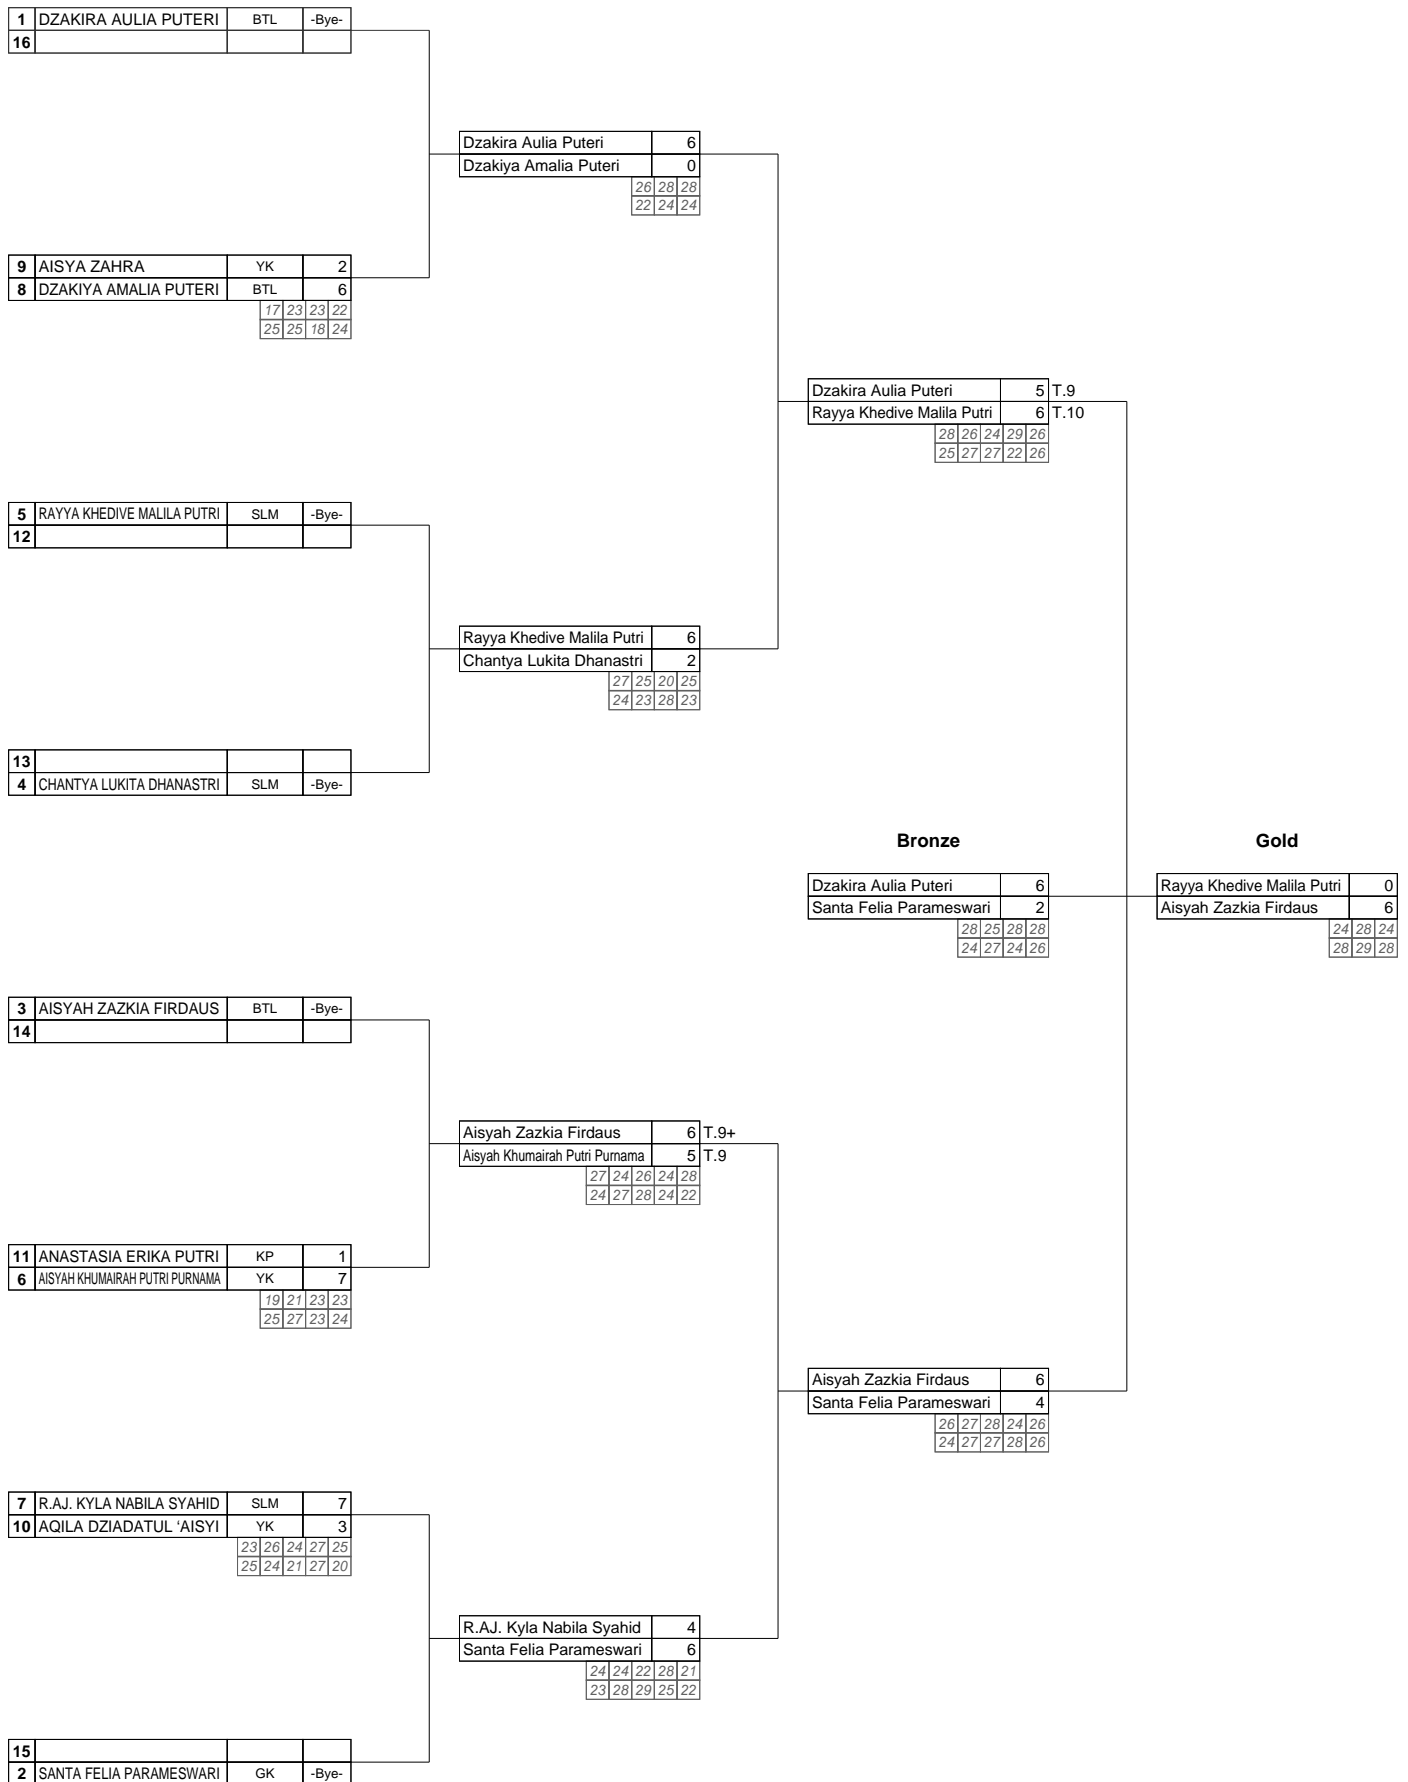 1 DZAKIRA AULIA PUTERI BTL -Bye-
16
Dzakira Aulia Puteri 6
Dzakiya Amalia Puteri 0
26 28 28
22 24 24
9 AISYA ZAHRA YK 2
8 DZAKIYA AMALIA PUTERI BTL 6
17 23 23 22
25 25 18 24
Dzakira Aulia Puteri 5 T.9
Rayya Khedive Malila Putri 6 T.10
28 26 24 29 26
25 27 27 22 26
5 RAYYA KHEDIVE MALILA PUTRI SLM -Bye-
12
Rayya Khedive Malila Putri 6
Chantya Lukita Dhanastri 2
27 25 20 25
24 23 28 23
13
4 CHANTYA LUKITA DHANASTRI SLM -Bye-
Bronze Gold
Dzakira Aulia Puteri 6 Rayya Khedive Malila Putri 0
Santa Felia Parameswari 2 Aisyah Zazkia Firdaus 6
28 25 28 28 24 28 24
24 27 24 26 28 29 28
3 AISYAH ZAZKIA FIRDAUS BTL -Bye-
14
Aisyah Zazkia Firdaus 6 T.9+
Aisyah Khumairah Putri Purnama 5 T.9
27 24 26 24 28
24 27 28 24 22
11 ANASTASIA ERIKA PUTRI KP 1
6 AISYAH KHUMAIRAH PUTRI PURNAMA YK 7
19 21 23 23
25 27 23 24
Aisyah Zazkia Firdaus 6
Santa Felia Parameswari 4
26 27 28 24 26
24 27 27 28 26
7 R.AJ. KYLA NABILA SYAHID SLM 7
10 AQILA DZIADATUL ‘AISYI YK 3
23 26 24 27 25
25 24 21 27 20
R.AJ. Kyla Nabila Syahid 4
Santa Felia Parameswari 6
24 24 22 28 21
23 28 29 25 22
15
2 SANTA FELIA PARAMESWARI GK -Bye-